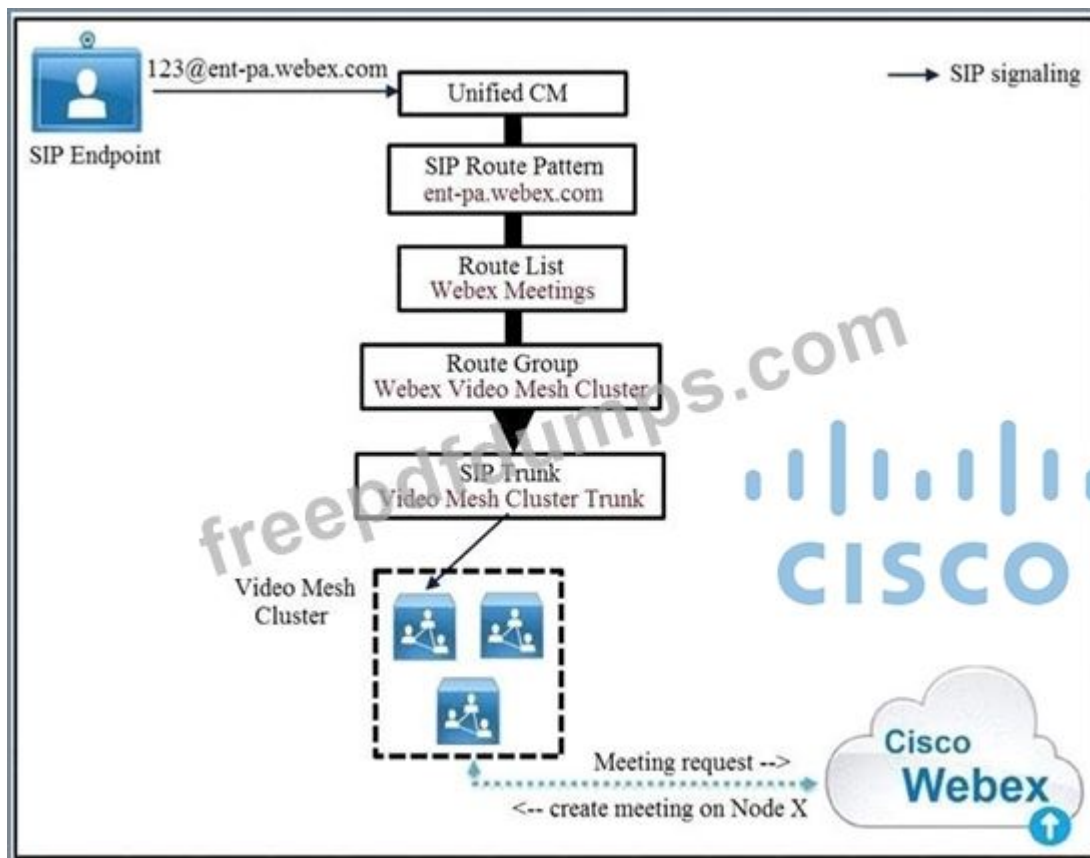 123@ent-pa.webex.com
SIP signaling
SIP Endpoint
Unified CM
SIP Route Pattern
ent-pa.webex.com
Route List
Webex Meetings
Route Group
Webex Video Mesh Cluster
SIP Trunk
Video Mesh Cluster Trunk
freepdfdumps.com
CISCO
Video Mesh
Cluster
Meeting request -->
<-- create meeting on Node X
Cisco
Webex